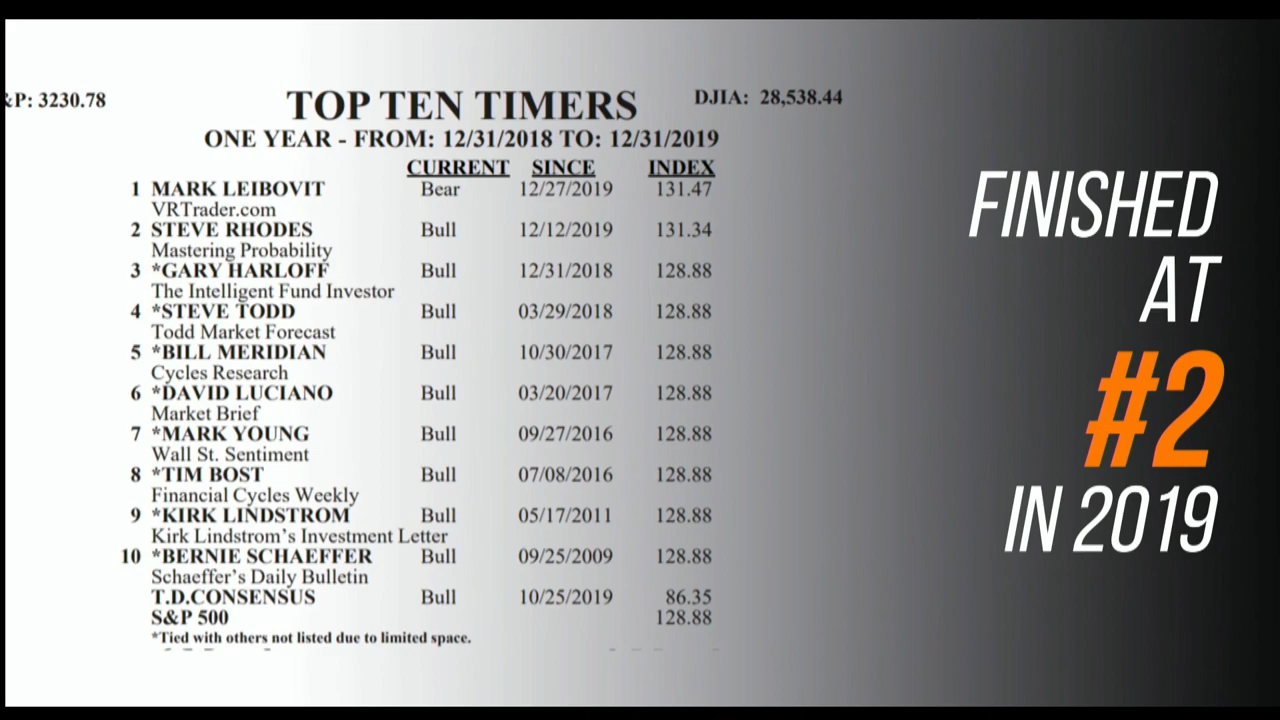 &P: 3230.78
TOP TEN TIMERS
DJIA: 28,538.44
ONE YEAR - FROM: 12/31/2018 TO: 12/31/2019
CURRENT SINCE INDEX
1 MARK LEIBOVIT Bear 12/27/2019 131.47
VRTrader.com
2 STEVE RHODES Bull 12/12/2019 131.34
Mastering Probability
3 *GARY HARLOFF Bull 12/31/2018 128.88
The Intelligent Fund Investor
4 *STEVE TODD Bull 03/29/2018 128.88
Todd Market Forecast
5 *BILL MERIDIAN Bull 10/30/2017 128.88
Cycles Research
6 *DAVID LUCIANO Bull 03/20/2017 128.88
Market Brief
7 *MARK YOUNG Bull 09/27/2016 128.88
Wall St. Sentiment
8 *TIM BOST Bull 07/08/2016 128.88
Financial Cycles Weekly
9 *KIRK LINDSTROM Bull 05/17/2011 128.88
Kirk Lindstrom's Investment Letter
10 *BERNIE SCHAEFFER Bull 09/25/2009 128.88
Schaeffer's Daily Bulletin
T.D.CONSENSUS Bull 10/25/2019 86.35
S&P 500 128.88
*Tied with others not listed due to limited space.
FINISHED
AT
#2
IN 2019